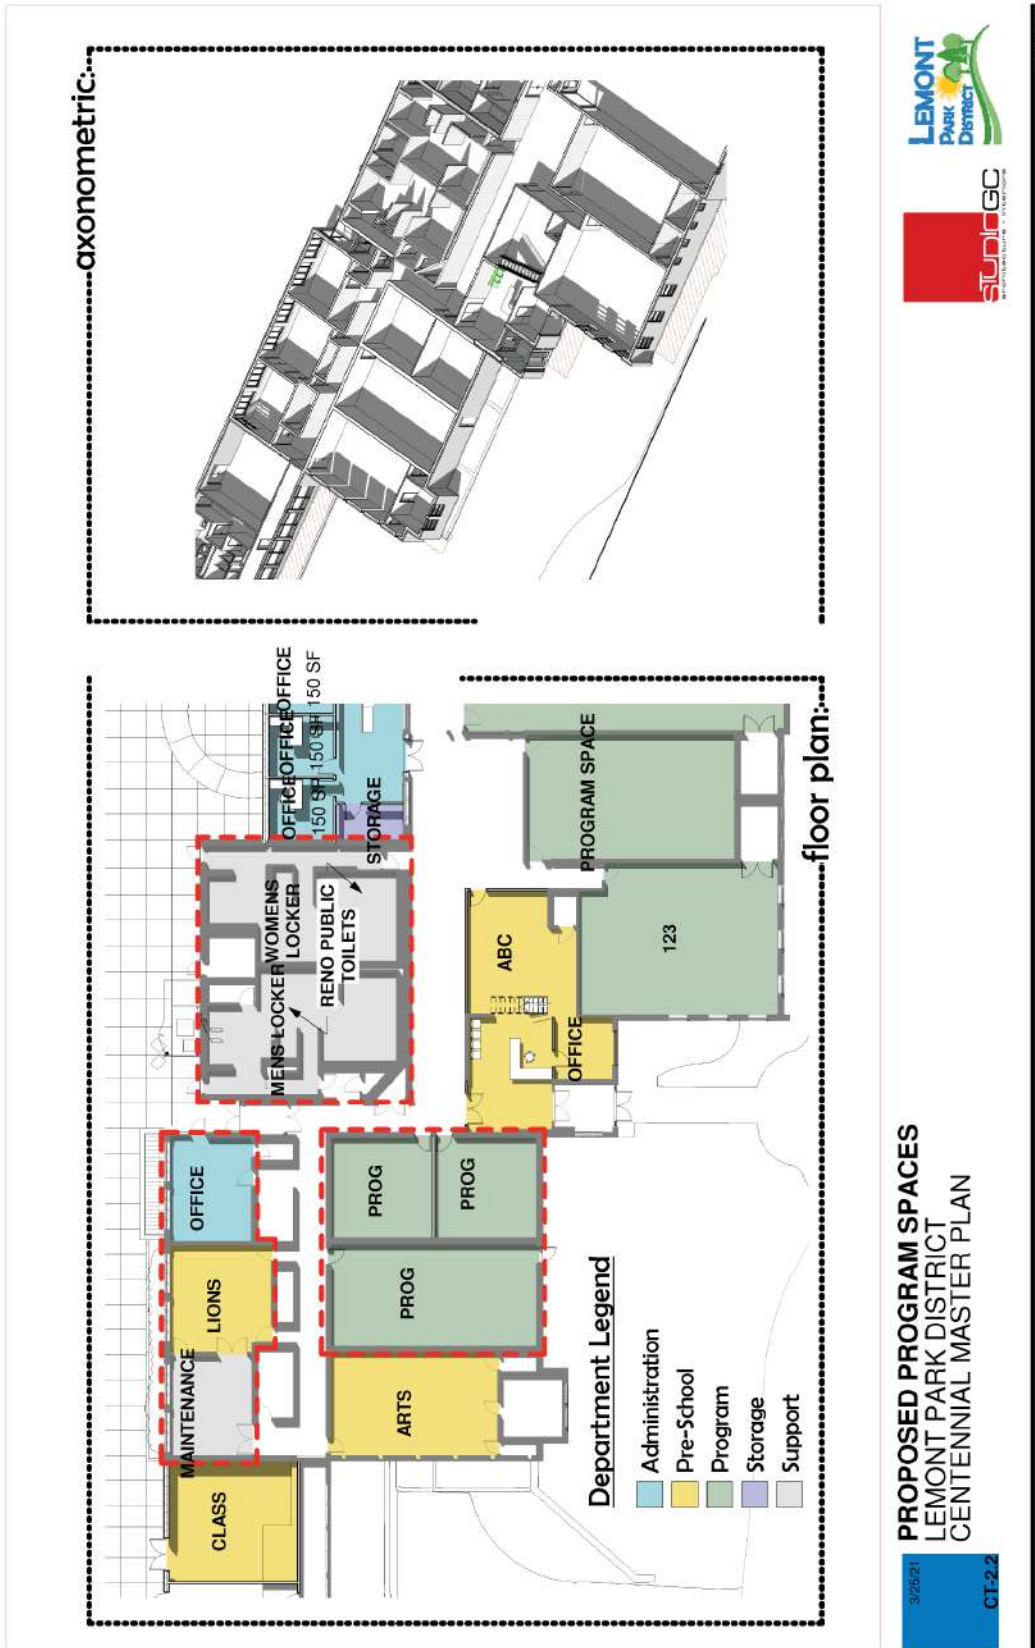 floor plan:
axonometric:
CLASS
MAINTENANCE
LIONS
OFFICE
MENS LOCKER
WOMENS
LOCKER
RENO PUBLIC
TOILETS
OFFICE
OFFICE
OFFICE
150 SF
150 SF
150 SF
STORAGE
ARTS
PROG
PROG
PROG
ABC
OFFICE
123
PROGRAM SPACE
Department Legend
Administration
Pre-School
Program
Storage
Support
3/25/21
CT-2.2
PROPOSED PROGRAM SPACES
LEMONT PARK DISTRICT
CENTENNIAL MASTER PLAN
STUDIOGC
architecture + interiors
LEMONT
PARK
DISTRICT